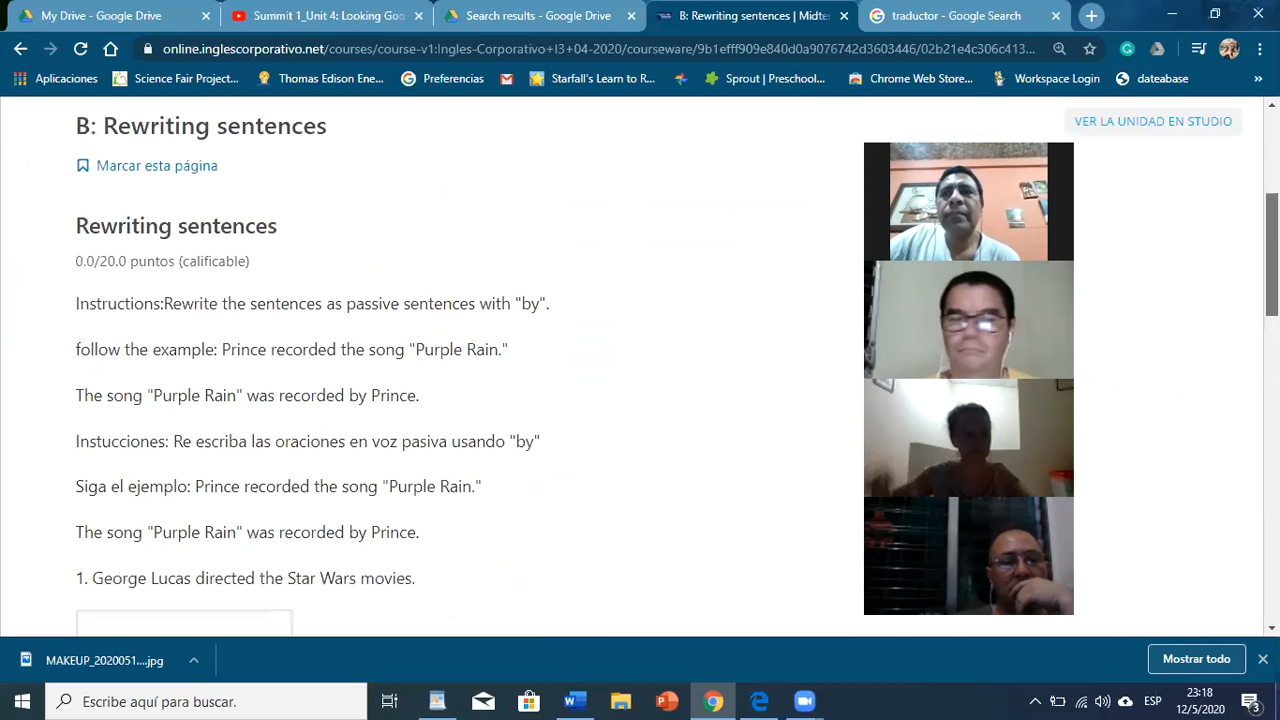 My Drive - Google Drive
Summit 1_Unit 4: Looking Go
Search results - Google Drive
B: Rewriting sentences | Midte
traductor - Google Search
online.inglescorporativo.net/courses/course-v1:Ingles-Corporativo+I3+04-2020/courseware/9b1efff909e840d0a9076742d3603446/02b21e4c306c413...
Aplicaciones
Science Fair Project...
Thomas Edison Ene...
Preferencias
Starfall's Learn to R...
Sprout | Preschool...
Chrome Web Store...
Workspace Login
dateabase
B: Rewriting sentences
VER LA UNIDAD EN STUDIO
Marcar esta página
Rewriting sentences
0.0/20.0 puntos (calificable)
Instructions:Rewrite the sentences as passive sentences with "by".
follow the example: Prince recorded the song "Purple Rain."
The song "Purple Rain" was recorded by Prince.
Instucciones: Re escriba las oraciones en voz pasiva usando "by"
Siga el ejemplo: Prince recorded the song "Purple Rain."
The song "Purple Rain" was recorded by Prince.
1. George Lucas directed the Star Wars movies.
MAKEUP_2020051....jpg
Mostrar todo
Escribe aquí para buscar.
ESP
23:18
12/5/2020
3